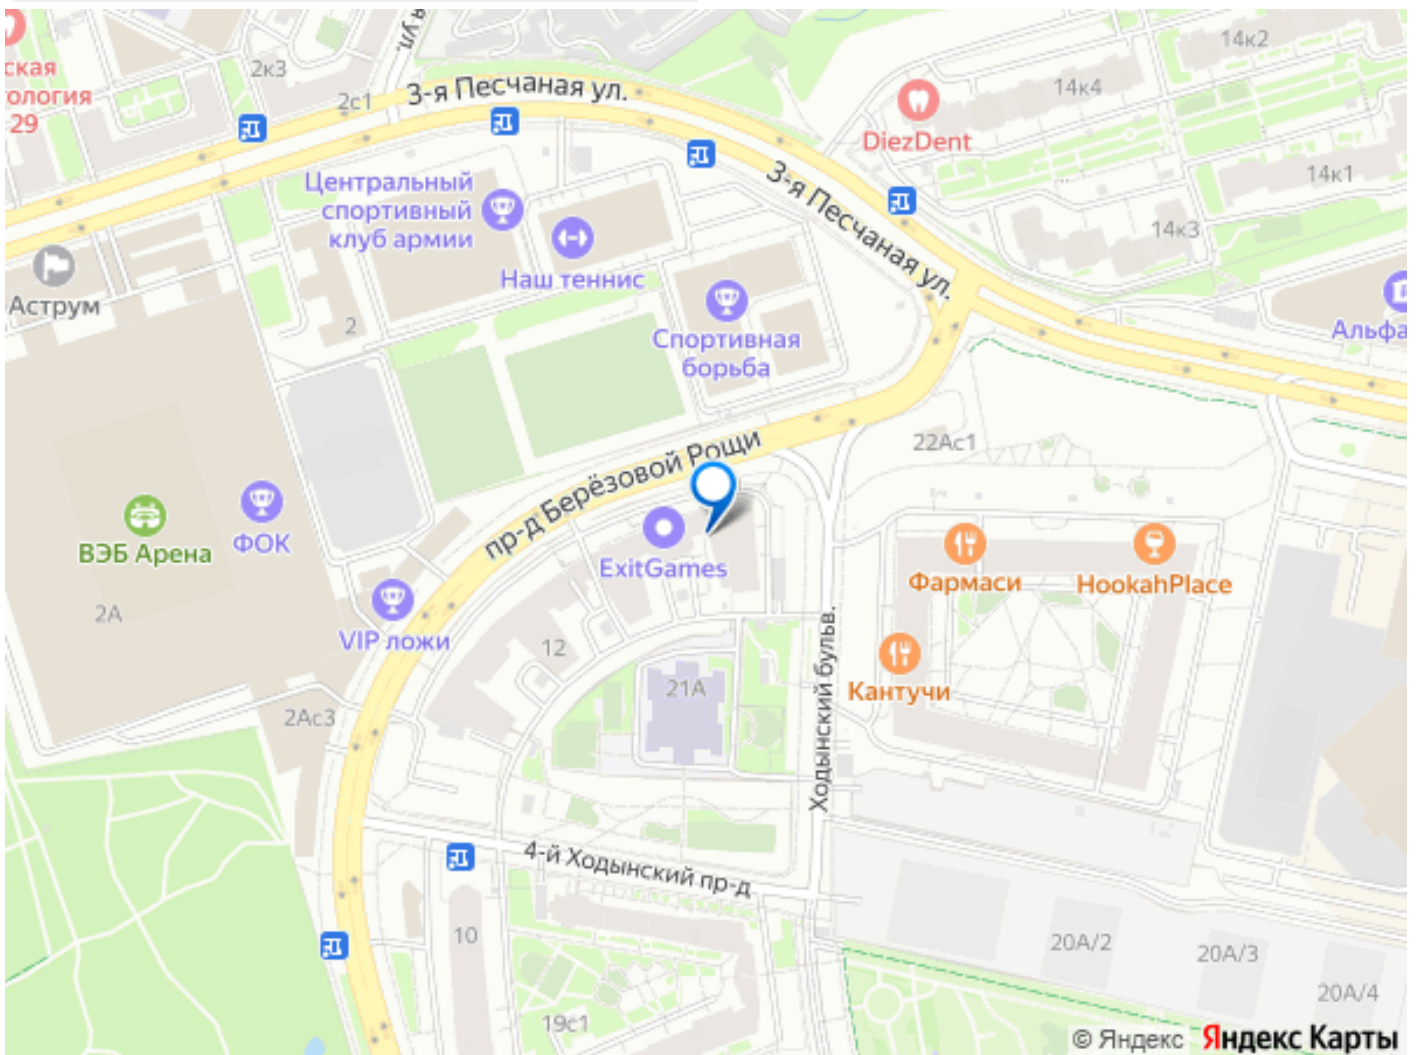 я ул.
14к2
ская
ология
29
2к3
2с1
3-я Песчаная ул.
14к4
DiezDent
14к1
Центральный
спортивный
клуб армии
3-я Песчаная ул.
14к3
Аструм
Наш теннис
2
Спортивная
борьба
Альфа
22Ас1
пр-д Берёзовой Рощи
ВЭБ Арена
ФОК
ExitGames
Фармаси
HookahPlace
2А
VIP ложи
12
21А
Кантучи
Ходынский бульв.
2Ас3
4-й Ходынский пр-д
10
20А/2
20А/3
20А/4
19с1
© Яндекс Яндекс Карты